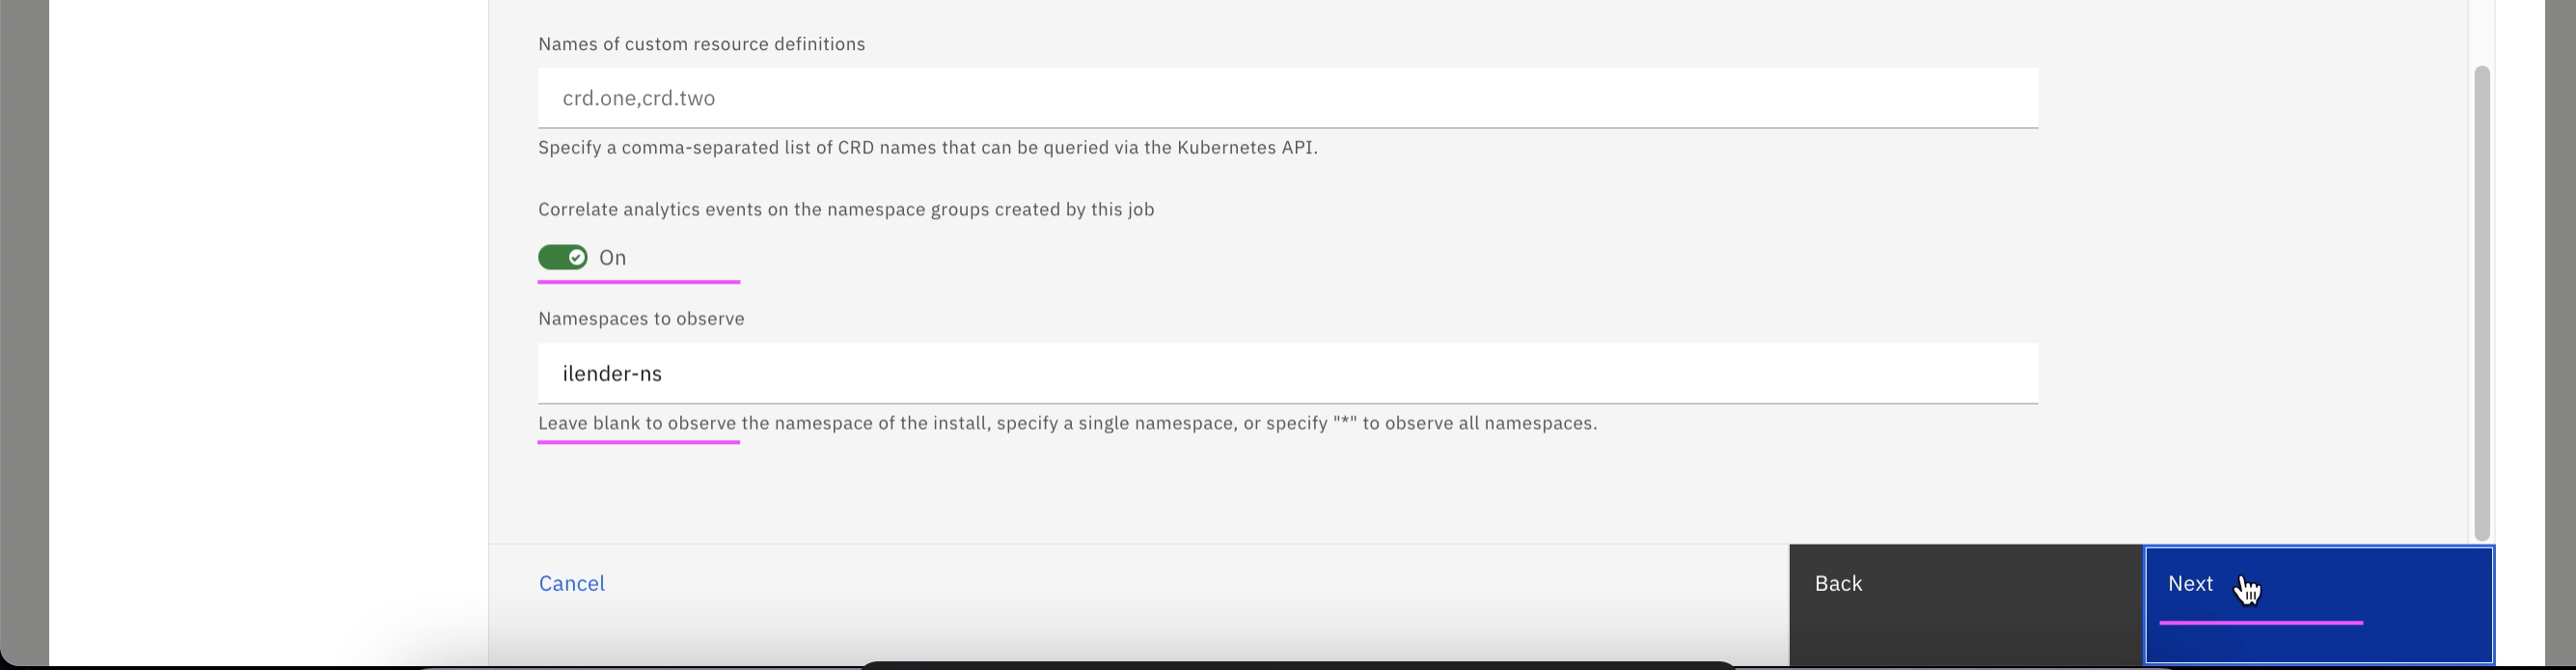 Names of custom resource definitions
crd.one,crd.two
Specify a comma-separated list of CRD names that can be queried via the Kubernetes API.
Correlate analytics events on the namespace groups created by this job
On
Namespaces to observe
ilender-ns
Leave blank to observe the namespace of the install, specify a single namespace, or specify "*" to observe all namespaces.
Cancel
Back
Next